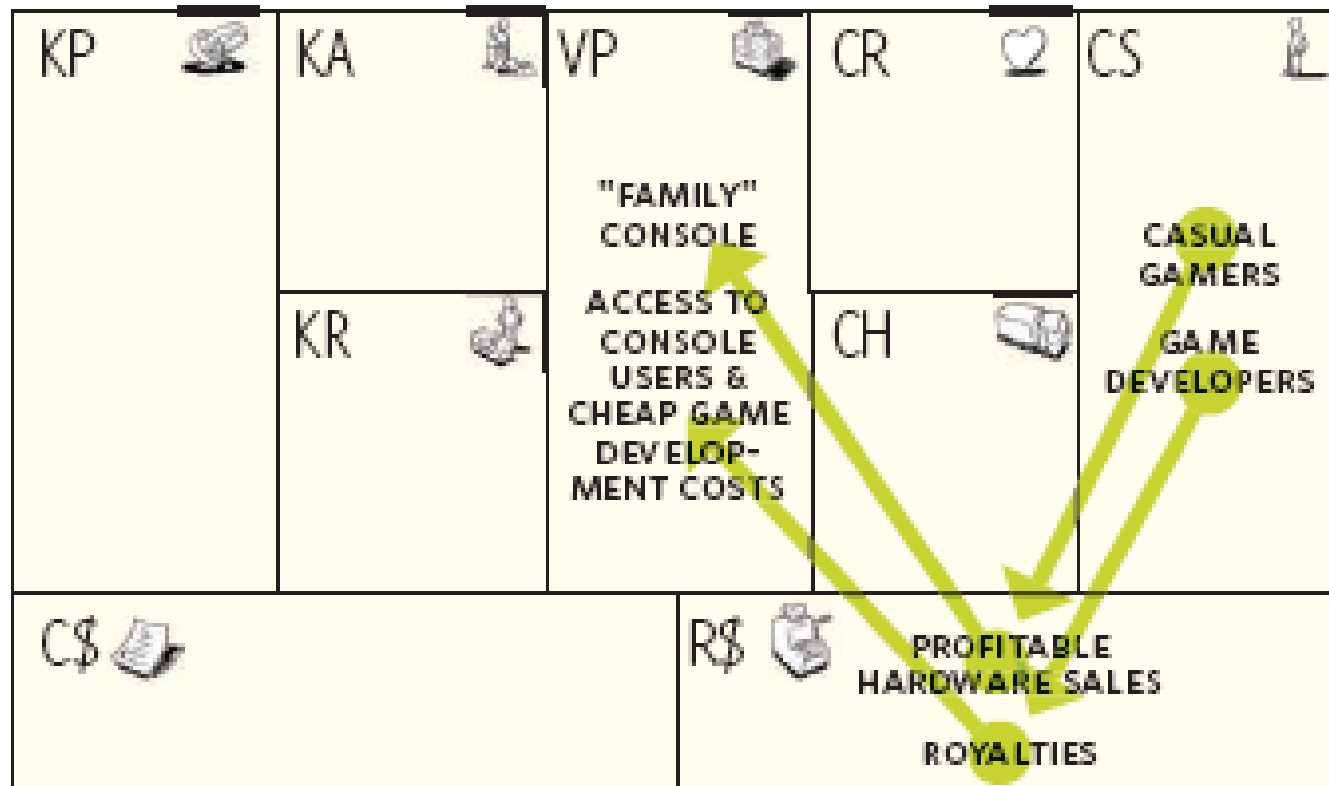 KP
KA
VP
CR
CS
"FAMILY"
CONSOLE
ACCESS TO
CONSOLE
USERS &
CHEAP GAME
DEVELOP-
MENT COSTS
CASUAL
GAMERS
GAME
DEVELOPERS
KR
CH
C$
R$
PROFITABLE
HARDWARE SALES
ROYALTIES